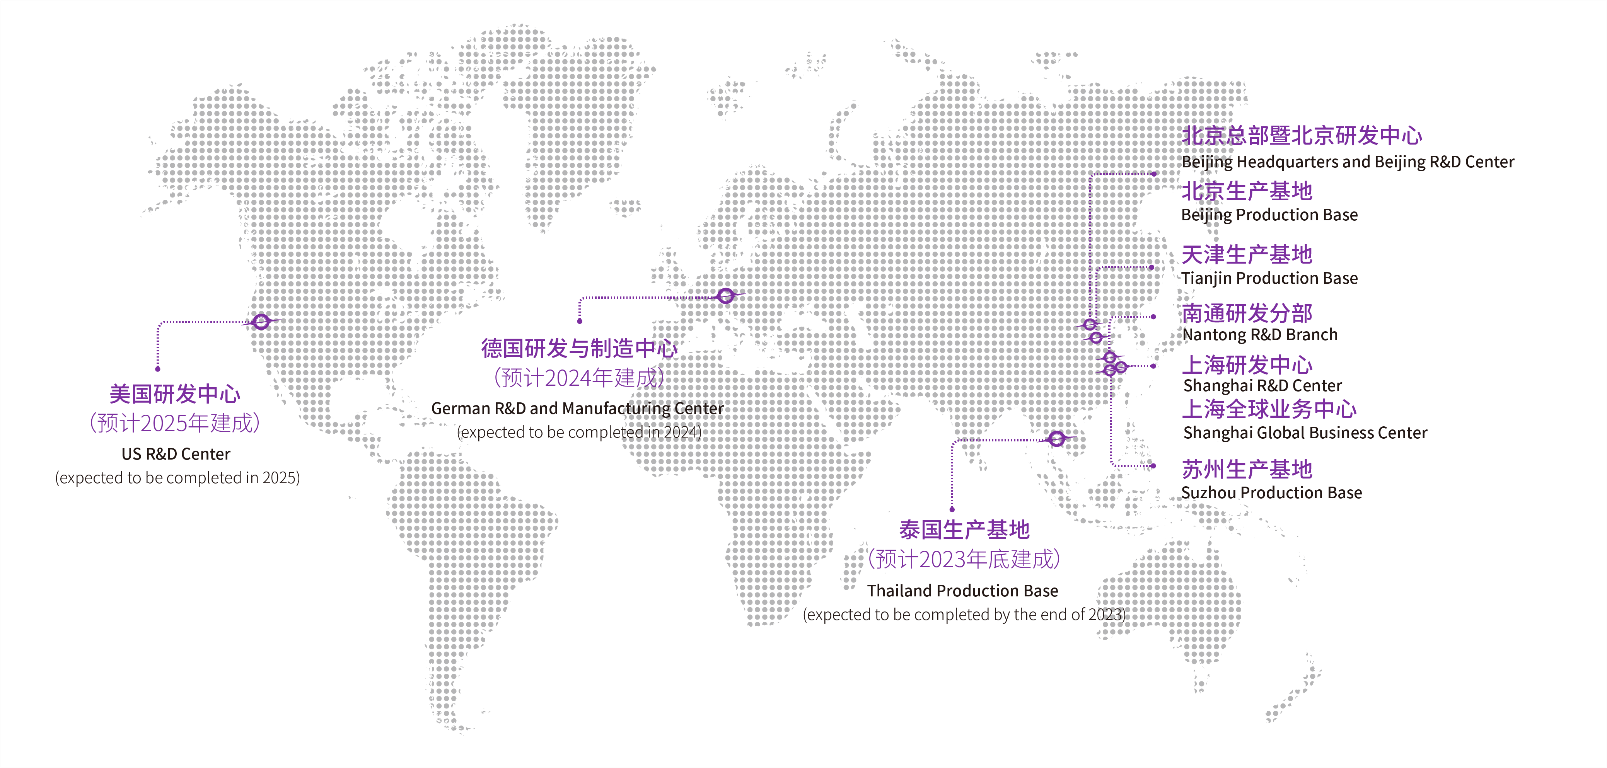 北京总部暨北京研发中心
Beijing Headquarters and Beijing R&D Center
北京生产基地
Beijing Production Base
天津生产基地
Tianjin Production Base
南通研发分部
Nantong R&D Branch
上海研发中心
Shanghai R&D Center
上海全球业务中心
Shanghai Global Business Center
苏州生产基地
Suzhou Production Base
德国研发与制造中心
（预计2024年建成）
German R&D and Manufacturing Center
(expected to be completed in 2024)
美国研发中心
（预计2025年建成）
US R&D Center
(expected to be completed in 2025)
泰国生产基地
（预计2023年底建成）
Thailand Production Base
(expected to be completed by the end of 2023)